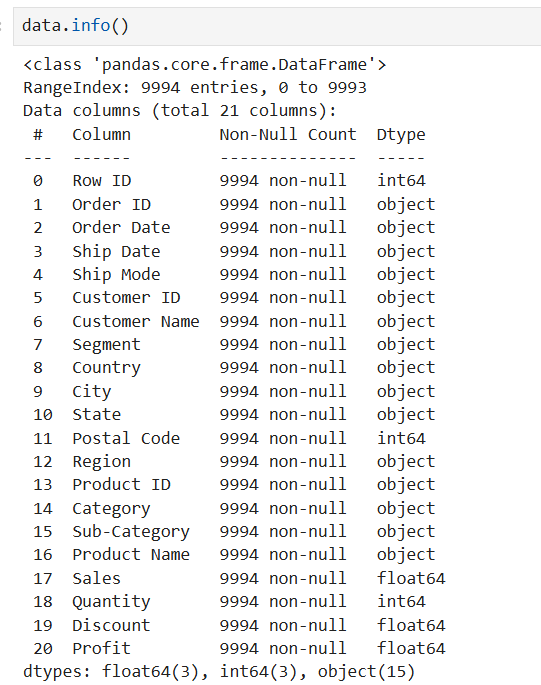 data.info()
<class 'pandas.core.frame.DataFrame'>
RangeIndex: 9994 entries, 0 to 9993
Data columns (total 21 columns):
 #   Column         Non-Null Count  Dtype
---  ------         --------------  -----
 0   Row ID         9994 non-null   int64
 1   Order ID       9994 non-null   object
 2   Order Date     9994 non-null   object
 3   Ship Date      9994 non-null   object
 4   Ship Mode      9994 non-null   object
 5   Customer ID    9994 non-null   object
 6   Customer Name  9994 non-null   object
 7   Segment        9994 non-null   object
 8   Country        9994 non-null   object
 9   City           9994 non-null   object
 10  State          9994 non-null   object
 11  Postal Code    9994 non-null   int64
 12  Region         9994 non-null   object
 13  Product ID     9994 non-null   object
 14  Category       9994 non-null   object
 15  Sub-Category   9994 non-null   object
 16  Product Name   9994 non-null   object
 17  Sales          9994 non-null   float64
 18  Quantity       9994 non-null   int64
 19  Discount       9994 non-null   float64
 20  Profit         9994 non-null   float64
dtypes: float64(3), int64(3), object(15)